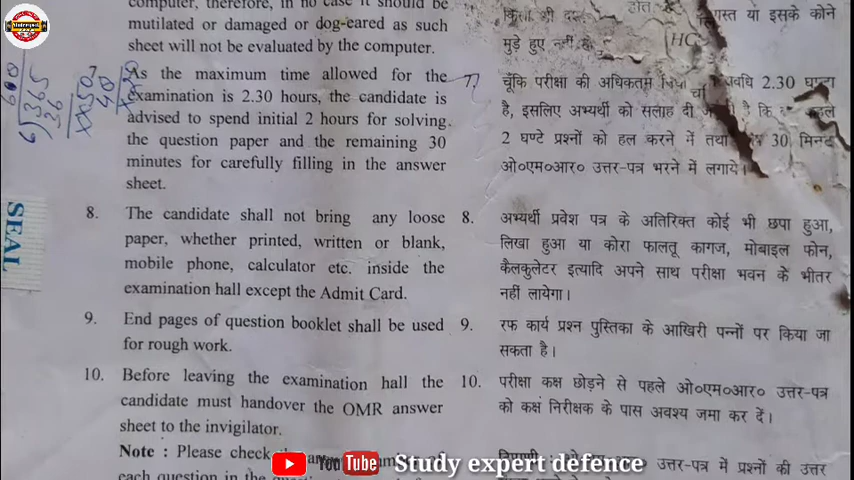 computer, therefore, in no case it should be
mutilated or damaged or dog-eared as such
sheet will not be evaluated by the computer.
As the maximum time allowed for the
examination is 2.30 hours, the candidate is
advised to spend initial 2 hours for solving
the question paper and the remaining 30
minutes for carefully filling in the answer
sheet.
8. The candidate shall not bring any loose
paper, whether printed, written or blank,
mobile phone, calculator etc. inside the
examination hall except the Admit Card.
9. End pages of question booklet shall be used
for rough work.
10. Before leaving the examination hall the
candidate must handover the OMR answer
sheet to the invigilator.
Note : Please check
each question in the
किसी भी
होते
या इसके कोने
मुड़े हुए नहीं
7. चूँकि परीक्षा की अधिकतम 2.30 घण्टा
है, इसलिए अभ्यर्थी को सलाह दी है कि
2 घण्टे प्रश्नों को हल करने में तथा 30 मिनट
ओ०एम०आर० उत्तर-पत्र भरने में लगाये।
8. अभ्यर्थी प्रवेश पत्र के अतिरिक्त कोई भी छपा हुआ,
लिखा हुआ या कोरा फालतू कागज, मोबाइल फोन,
कैलकुलेटर इत्यादि अपने साथ परीक्षा भवन के भीतर
नहीं लायेगा।
9. रफ कार्य प्रश्न पुस्तिका के आखिरी पन्नों पर किया जा
सकता है।
10. परीक्षा कक्ष छोड़ने से पहले ओ०एम०आर० उत्तर-पत्र
को कक्ष निरीक्षक के पास अवश्य जमा कर दें।
उत्तर-पत्र में प्रश्नों की उत्तर
SEAL
365
36
YouTube Study expert defence